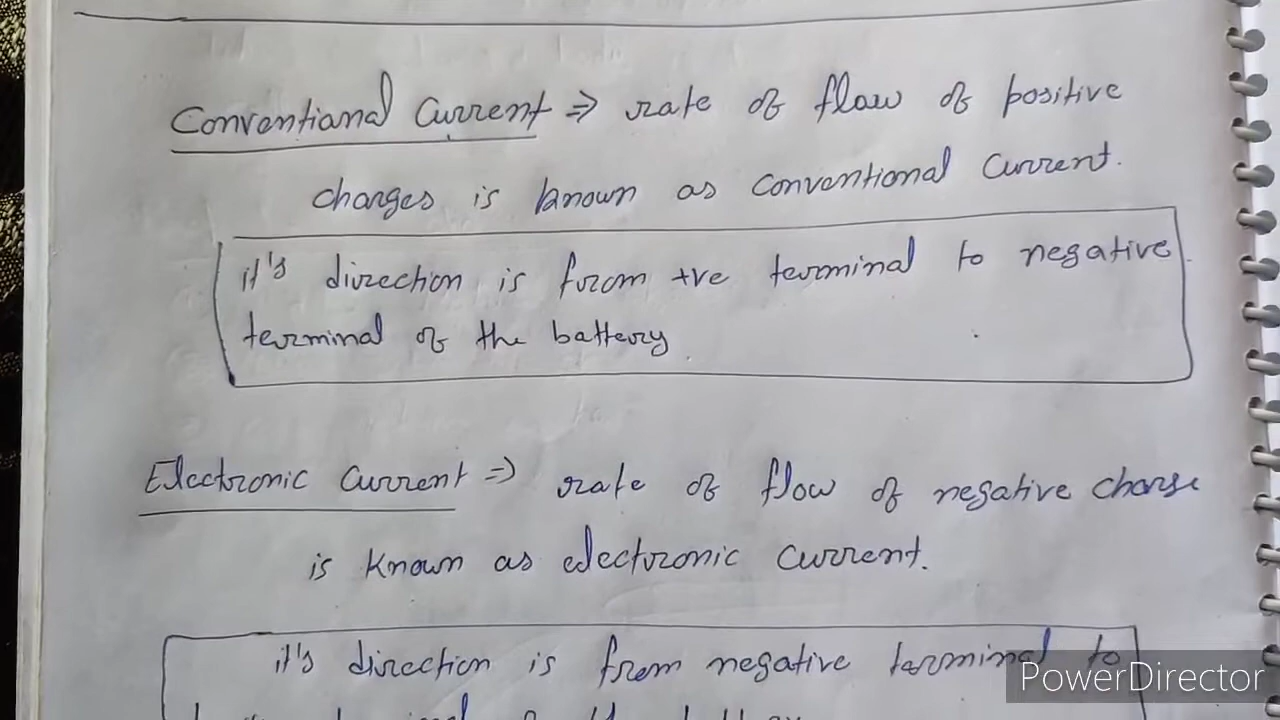 Conventional Current ⇒ rate of flow of positive
charges is known as conventional current.
it's direction is from +ve terminal to negative
terminal of the battery.
Electronic Current ⇒ rate of flow of negative charge
is known as electronic current.
it's direction is from negative terminal to
PowerDirector